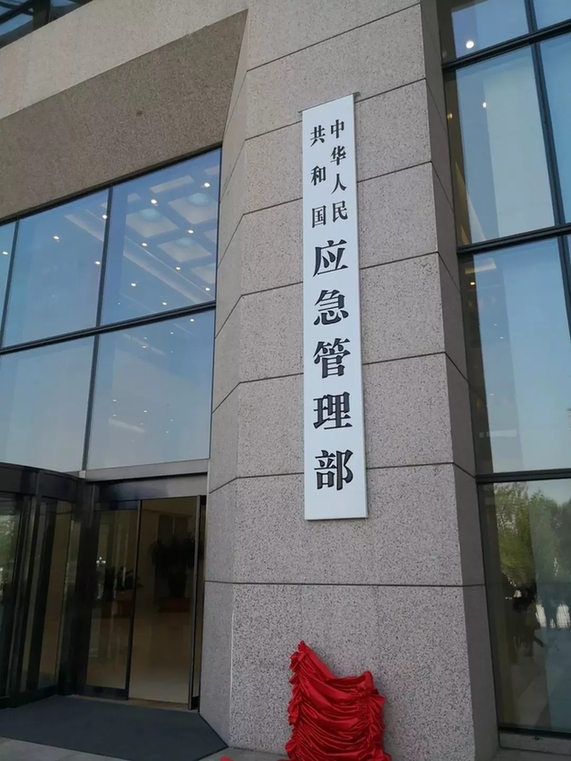 中华人民
共和国
应急管理部